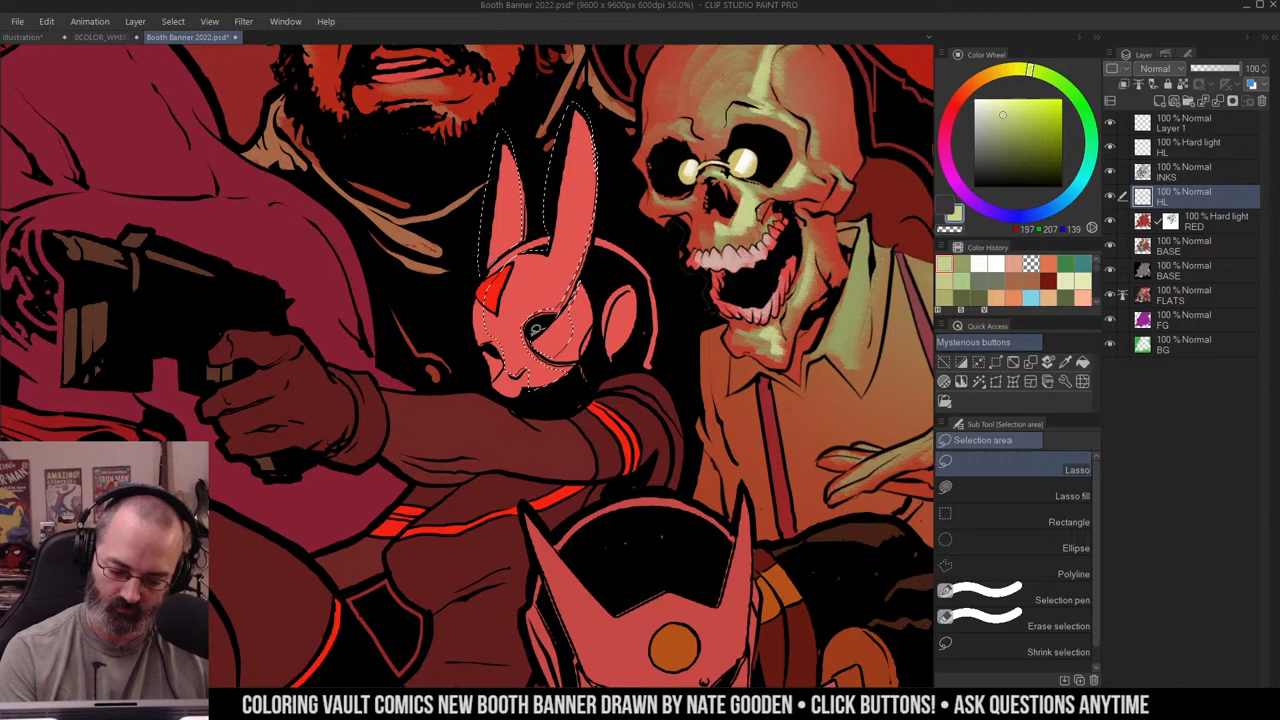 Booth Banner 2022.psd* (9600 x 9600px 600dpi 50.0%) - CLIP STUDIO PAINT PRO
File Edit Animation Layer Select View Filter Window Help
Illustration* 0COLOR_WHE Booth Banner 2022.psd*
Color Wheel
197 207 139
Color History
H S V
Quick Access
Mysterious buttons
Sub Tool [Selection area]
Selection area
Lasso
Lasso fill
Rectangle
Ellipse
Polyline
Selection pen
Erase selection
Shrink selection
Layer
Normal 100
100 % Normal
Layer 1
100 % Hard light
HL
100 % Normal
INKS
100 % Normal
HL
100 % Hard light
RED
100 % Normal
BASE
100 % Normal
BASE
100 % Normal
FLATS
100 % Normal
FG
100 % Normal
BG
AMAZING
COLORING VAULT COMICS NEW BOOTH BANNER DRAWN BY NATE GOODEN • CLICK BUTTONS! • ASK QUESTIONS ANYTIME